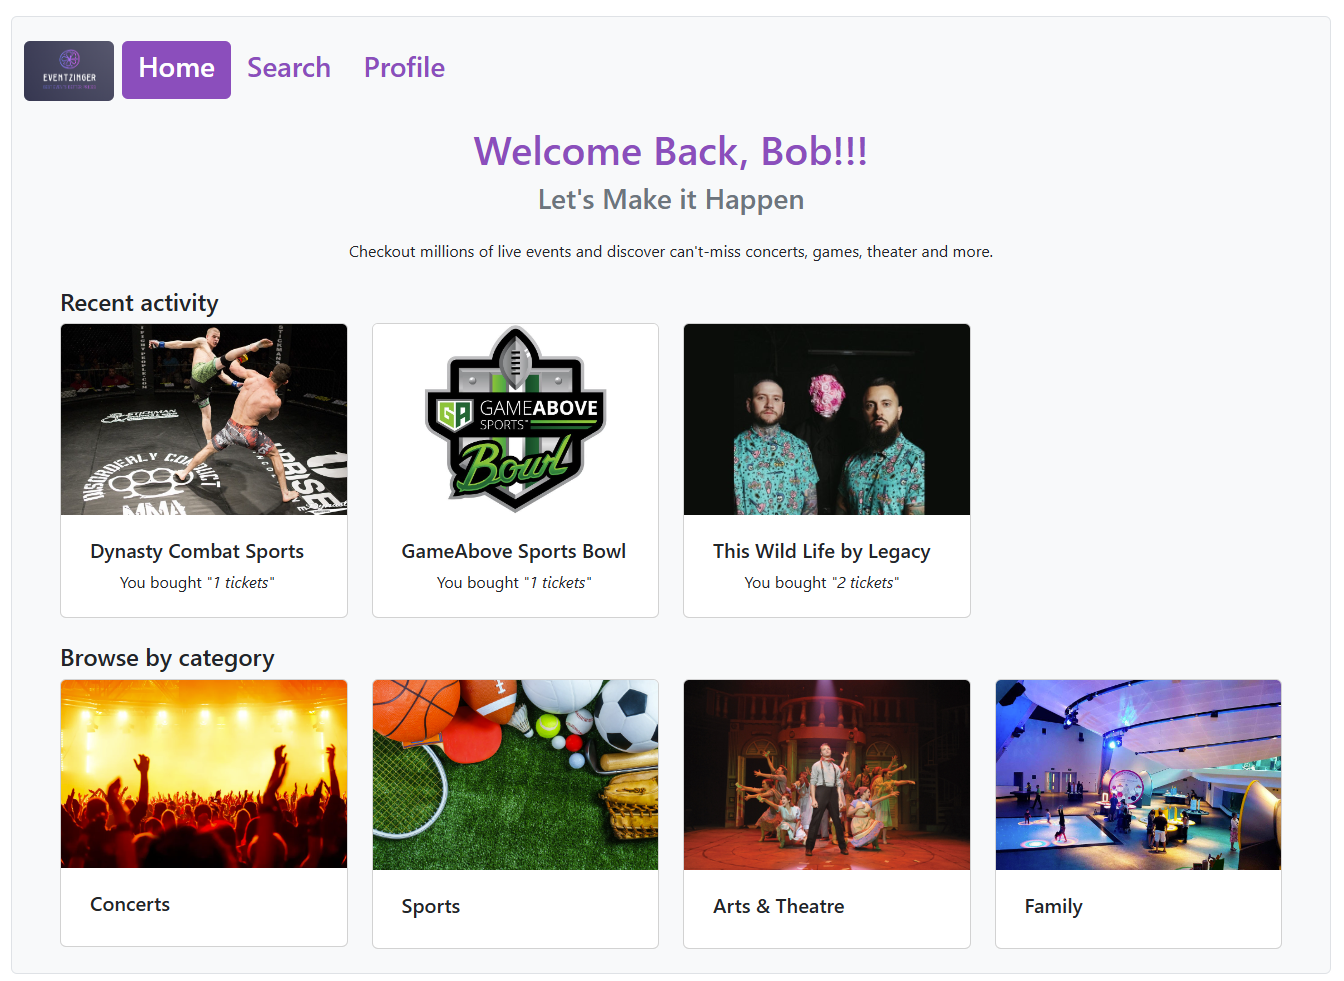 EVENTZINGER
Home
Search
Profile
Welcome Back, Bob!!!
Let's Make it Happen
Checkout millions of live events and discover can't-miss concerts, games, theater and more.
Recent activity
STICKMAN
DISORDERLY CONDUCT
MMA
GAMEABOVE
SPORTS
Bowl
Dynasty Combat Sports
You bought "1 tickets"
GameAbove Sports Bowl
You bought "1 tickets"
This Wild Life by Legacy
You bought "2 tickets"
Browse by category
Concerts
Sports
Arts & Theatre
Family